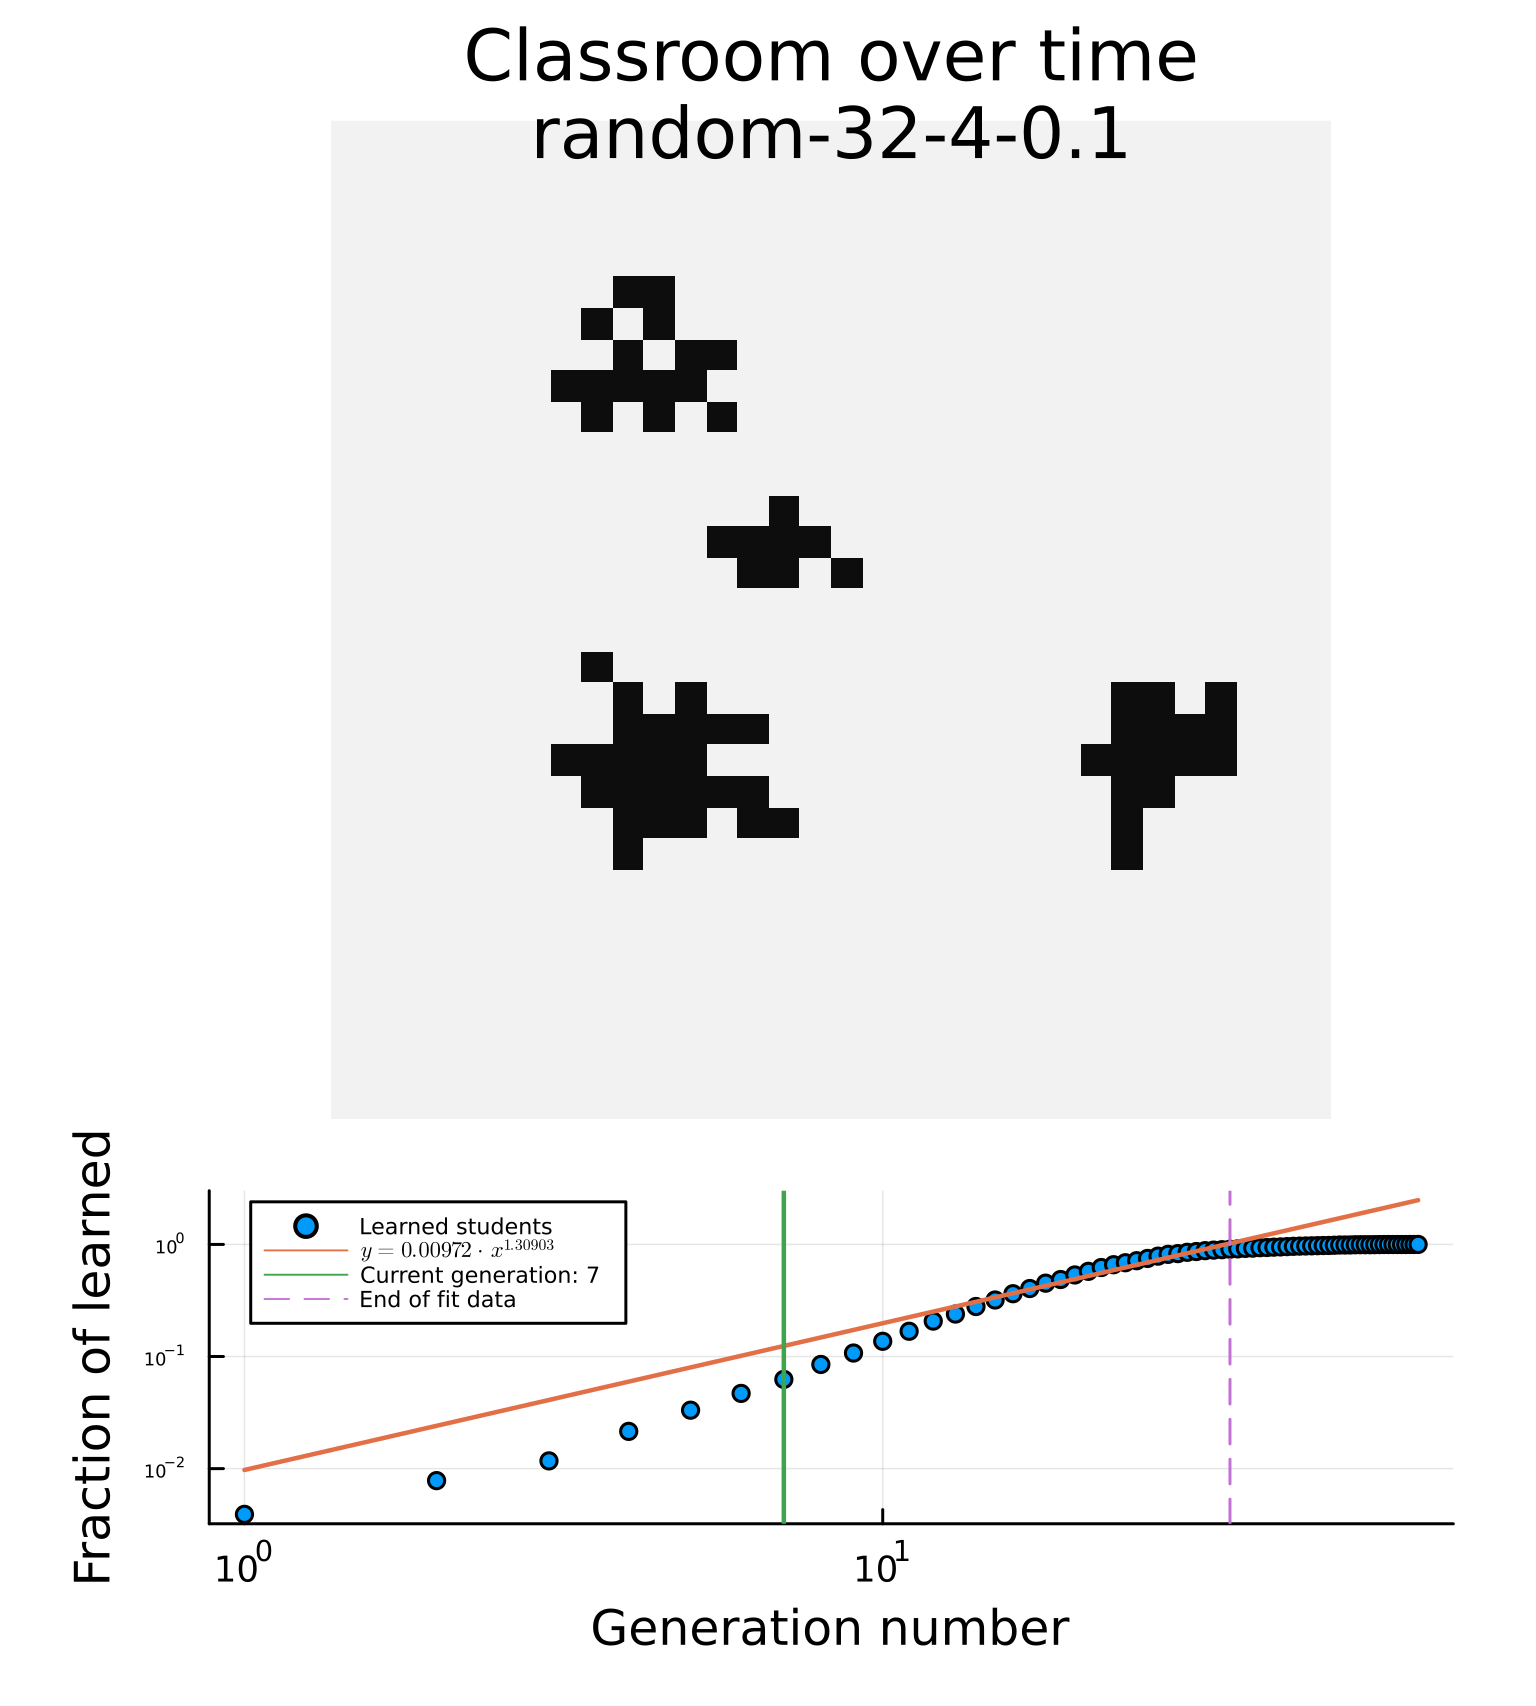 Classroom over time
random-32-4-0.1
Fraction of learned
10^0
10^-1
10^-2
Learned students
y = 0.00972 · x^1.30903
Current generation: 7
End of fit data
10^0
10^1
Generation number